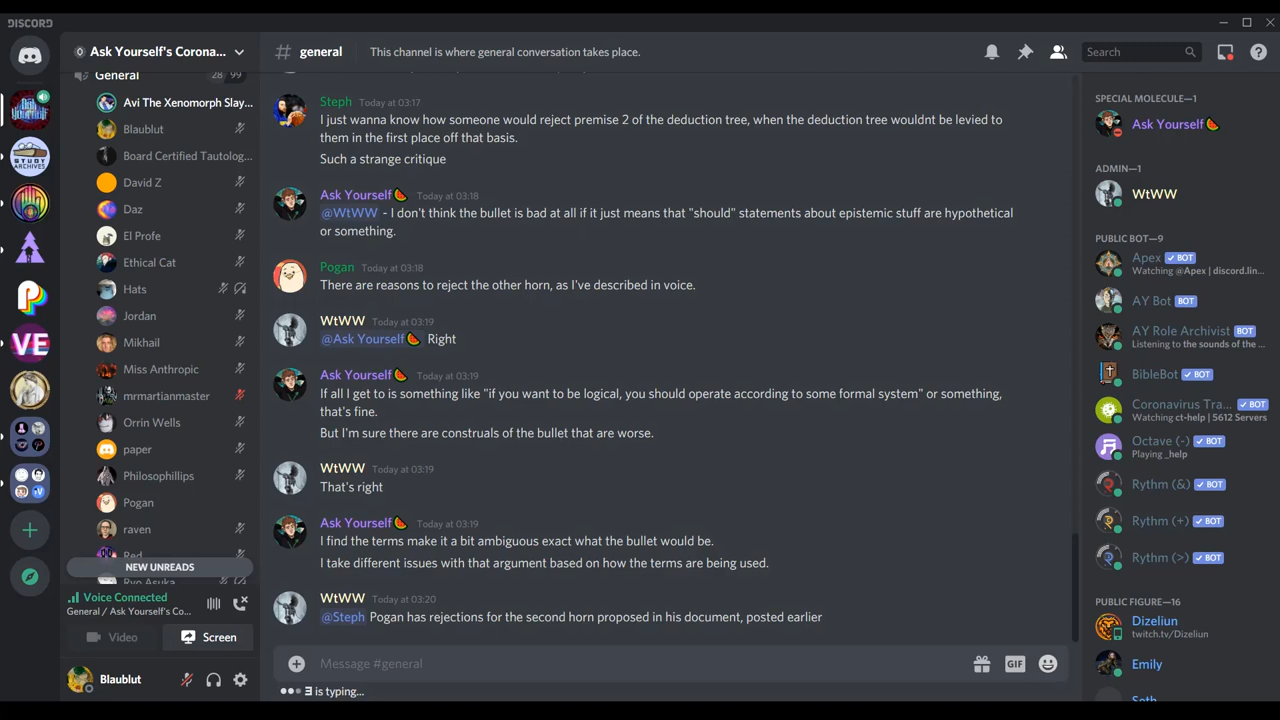 DISCORD
Ask Yourself's Corona...
# general
This channel is where general conversation takes place.
Search
General
28 99
Avi The Xenomorph Slay...
Blaublut
Board Certified Tautolog...
David Z
Daz
El Profe
Ethical Cat
Hats
Jordan
Mikhail
Miss Anthropic
mrmartianmaster
Orrin Wells
paper
Philosophillips
Pogan
raven
Red
NEW UNREADS
Ryo Asuka
Voice Connected
General / Ask Yourself's Co...
Video
Screen
Blaublut
STUDY
ARCHIVES
VE
Steph Today at 03:17
I just wanna know how someone would reject premise 2 of the deduction tree, when the deduction tree wouldnt be levied to
them in the first place off that basis.
Such a strange critique
Ask Yourself🍉 Today at 03:18
@WtWW - I don't think the bullet is bad at all if it just means that "should" statements about epistemic stuff are hypothetical
or something.
Pogan Today at 03:18
There are reasons to reject the other horn, as I've described in voice.
WtWW Today at 03:19
@Ask Yourself🍉 Right
Ask Yourself🍉 Today at 03:19
If all I get to is something like "if you want to be logical, you should operate according to some formal system" or something,
that's fine.
But I'm sure there are construals of the bullet that are worse.
WtWW Today at 03:19
That's right
Ask Yourself🍉 Today at 03:19
I find the terms make it a bit ambiguous exact what the bullet would be.
I take different issues with that argument based on how the terms are being used.
WtWW Today at 03:20
@Steph Pogan has rejections for the second horn proposed in his document, posted earlier
Message #general
GIF
3 is typing...
SPECIAL MOLECULE—1
Ask Yourself🍉
ADMIN—1
WtWW
PUBLIC BOT—9
Apex ✓ BOT
Watching @Apex | discord.lin...
AY Bot BOT
AY Role Archivist BOT
Listening to the sounds of the ...
BibleBot ✓ BOT
Coronavirus Tra... ✓ BOT
Watching ct-help | 5612 Servers
Octave (-) ✓ BOT
Playing _help
Rythm (&) ✓ BOT
Rythm (+) ✓ BOT
Rythm (>) ✓ BOT
PUBLIC FIGURE—16
Dizeliun
twitch.tv/Dizeliun
Emily